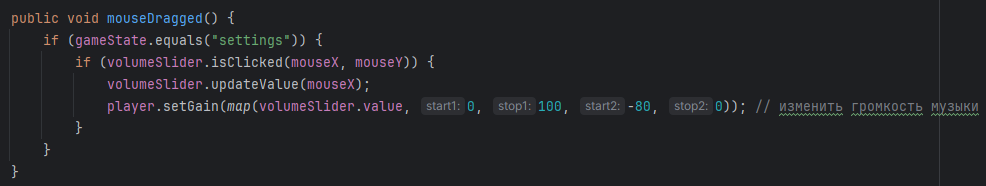 public void mouseDragged() {
if (gameState.equals("settings")) {
if (volumeSlider.isClicked(mouseX, mouseY)) {
volumeSlider.updateValue(mouseX);
player.setGain(map(volumeSlider.value, start1: 0, stop1: 100, start2: -80, stop2: 0)); // изменить громкость музыки
}
}
}